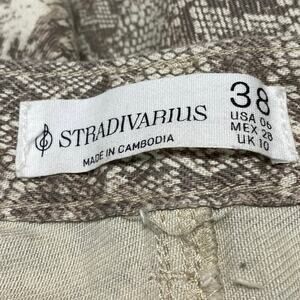 STRADIVARIUS
MADE IN CAMBODIA
38
USA 06
MEX 28
UK 10